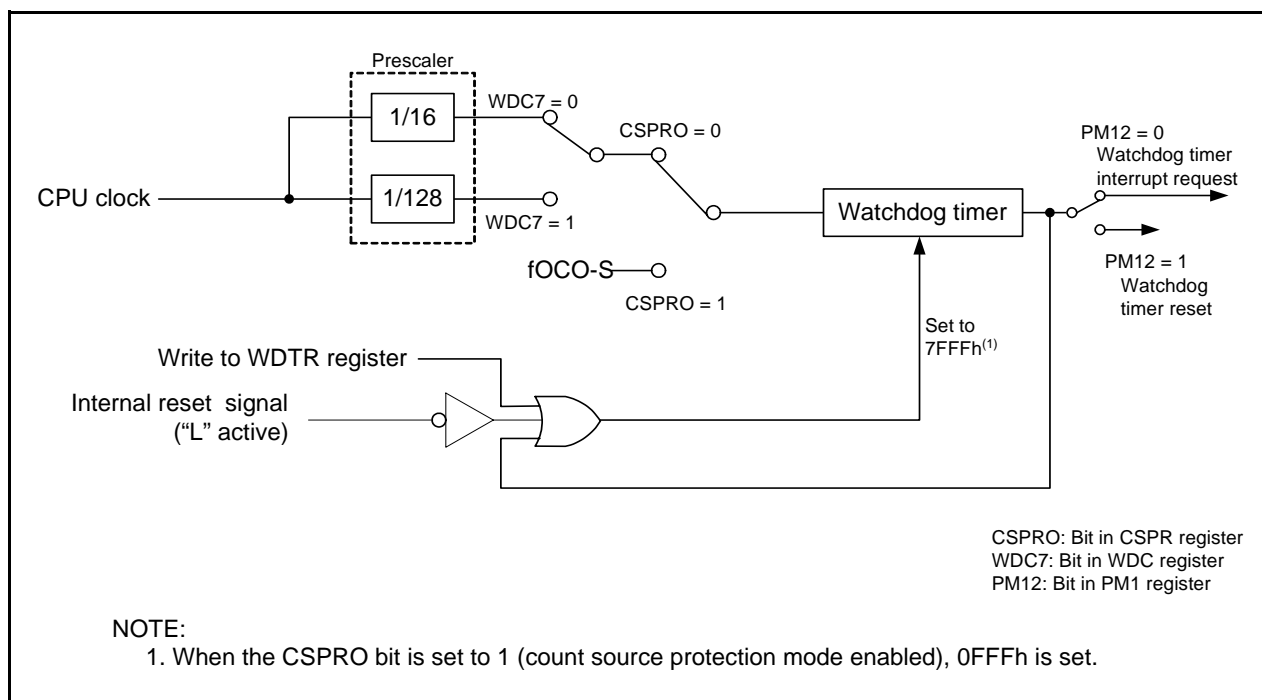 Prescaler
1/16
WDC7 = 0
CSPRO = 0
PM12 = 0
Watchdog timer
interrupt request
CPU clock
1/128
WDC7 = 1
Watchdog timer
fOCO-S
CSPRO = 1
PM12 = 1
Watchdog
timer reset
Set to
7FFFh(1)
Write to WDTR register
Internal reset signal
(“L” active)
CSPRO: Bit in CSPR register
WDC7: Bit in WDC register
PM12: Bit in PM1 register
NOTE:
1. When the CSPRO bit is set to 1 (count source protection mode enabled), 0FFFh is set.